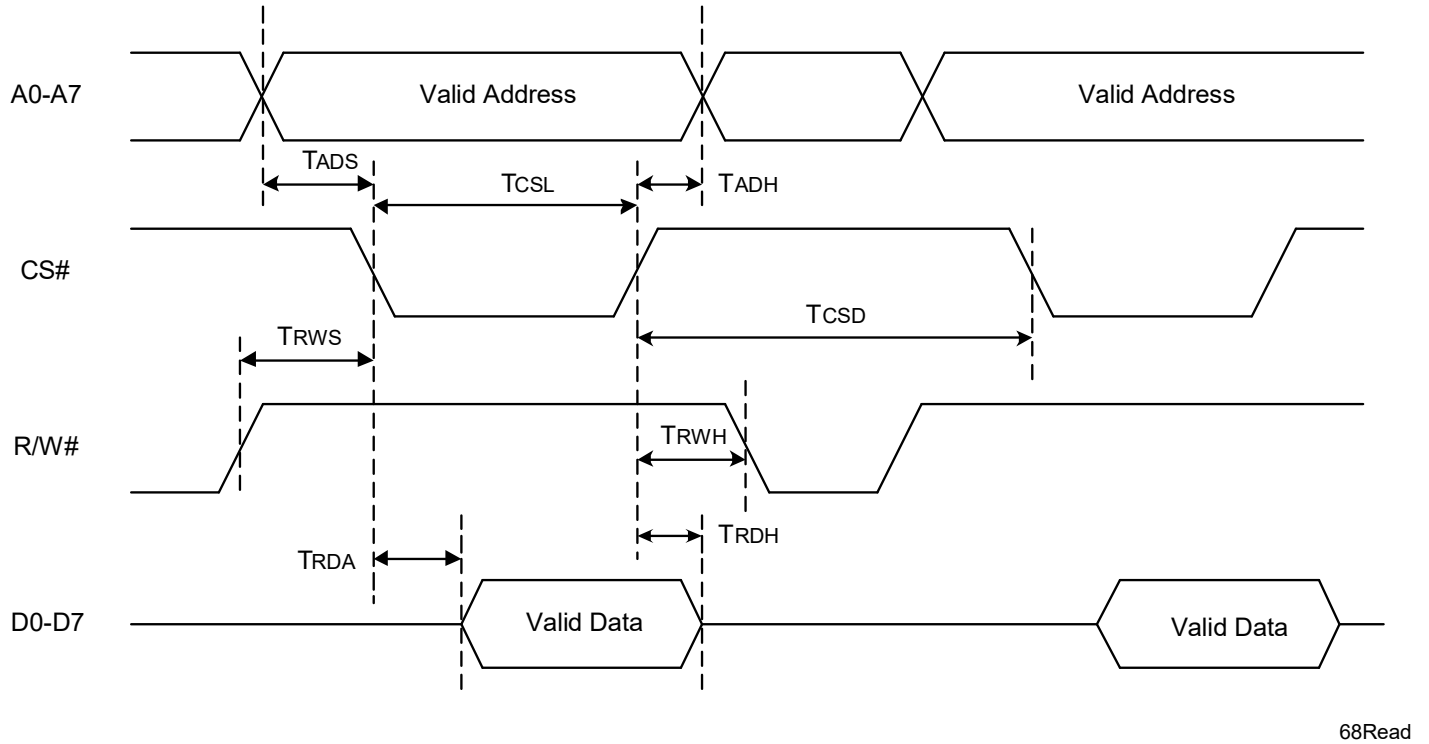 A0-A7
Valid Address
Valid Address
TADS
TCSL
TADH
CS#
TCSD
TRWS
R/W#
TRWH
TRDH
TRDA
D0-D7
Valid Data
Valid Data
68Read